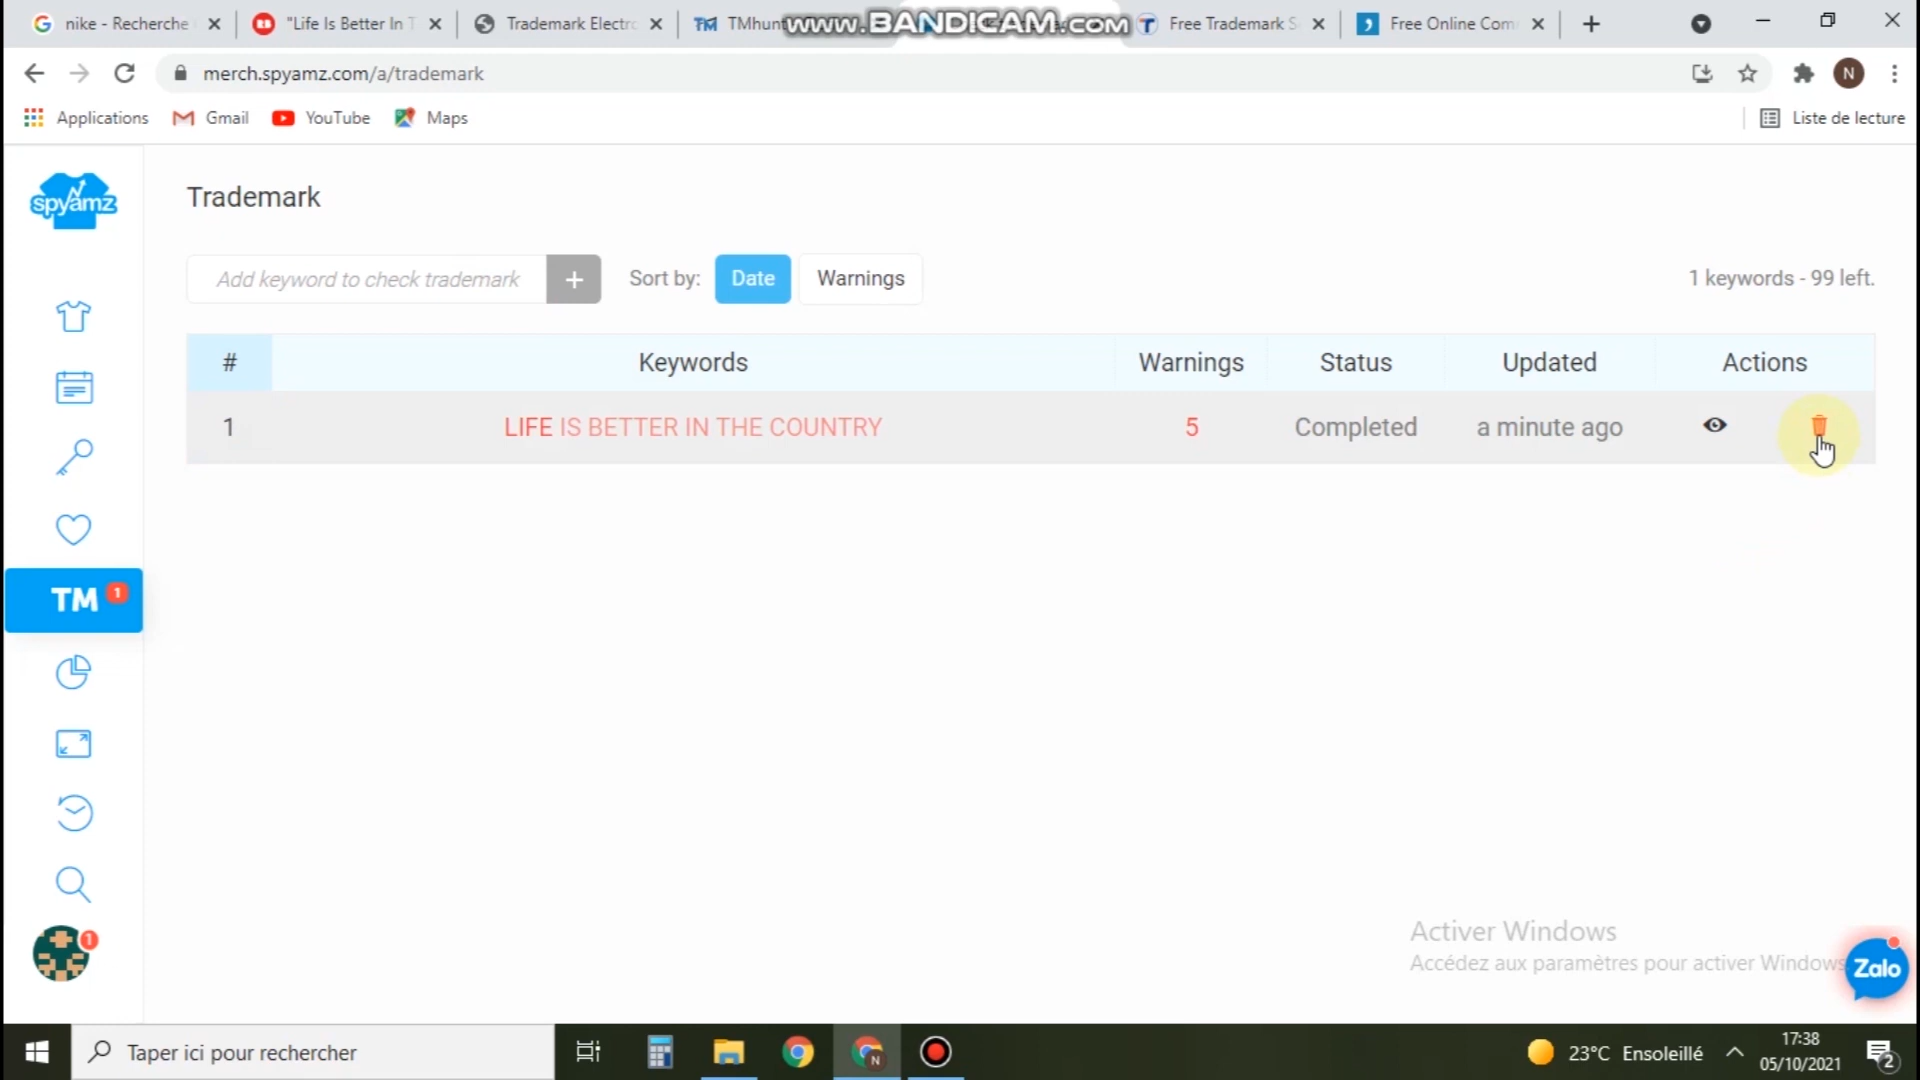 nike - Recherche
"Life Is Better In T
Trademark Electro
TMhunt
www.BANDICAM.com
Free Trademark S
Free Online Com
merch.spyamz.com/a/trademark
N
Applications
Gmail
YouTube
Maps
Liste de lecture
spyamz
Trademark
Add keyword to check trademark
+
Sort by:
Date
Warnings
1 keywords - 99 left.
# Keywords Warnings Status Updated Actions
1 LIFE IS BETTER IN THE COUNTRY 5 Completed a minute ago
TM 1
1
Activer Windows
Accédez aux paramètres pour activer Windows
Zalo
Taper ici pour rechercher
N
23°C Ensoleillé
17:38
05/10/2021
2